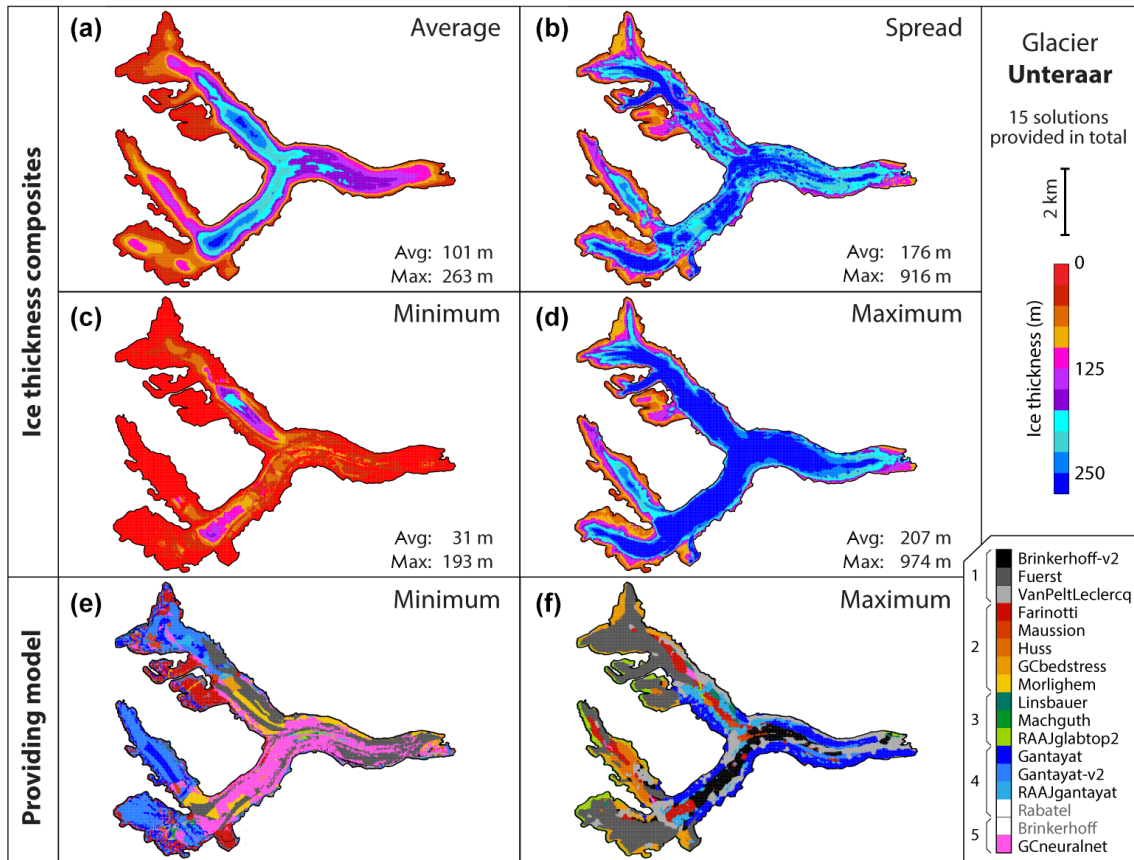 Ice thickness composites
Providing model
(a)
Average
Avg: 101 m
Max: 263 m
(b)
Spread
Avg: 176 m
Max: 916 m
(c)
Minimum
Avg: 31 m
Max: 193 m
(d)
Maximum
Avg: 207 m
Max: 974 m
(e)
Minimum
(f)
Maximum
Glacier
Unteraar
15 solutions
provided in total
2 km
Ice thickness (m)
0
125
250
1
Brinkerhoff-v2
Fuerst
VanPeltLeclercq
2
Farinotti
Maussion
Huss
GCbedstress
Morlighem
3
Linsbauer
Machguth
RAAJglabtop2
4
Gantayat
Gantayat-v2
RAAJgantayat
Rabatel
5
Brinkerhoff
GCneuralnet